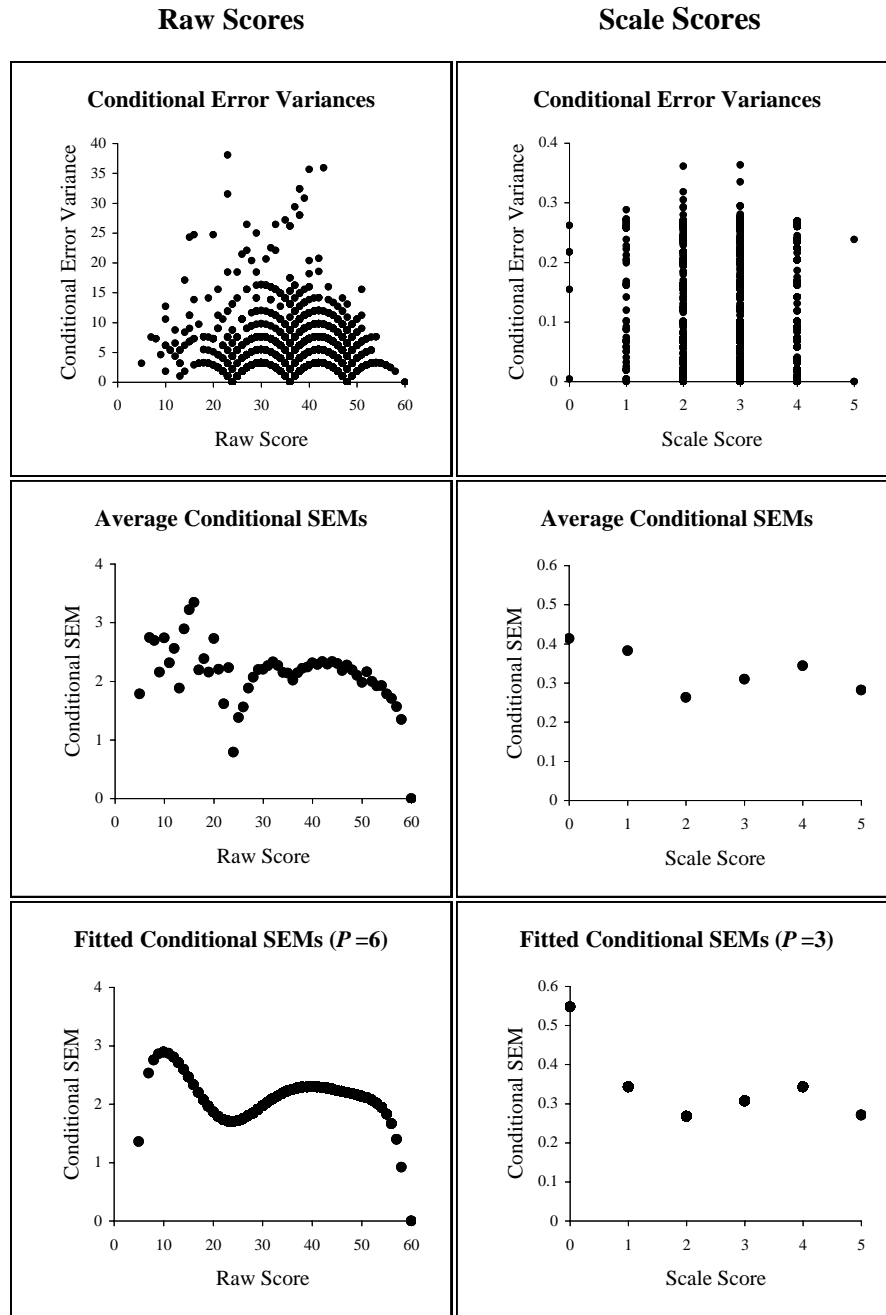 Raw Scores
Scale Scores
Conditional Error Variances
Conditional Error Variance
40
35
30
25
20
15
10
5
0
0 10 20 30 40 50 60
Raw Score
Conditional Error Variances
Conditional Error Variance
0.4
0.3
0.2
0.1
0
0 1 2 3 4 5
Scale Score
Average Conditional SEMs
Conditional SEM
4
3
2
1
0
0 10 20 30 40 50 60
Raw Score
Average Conditional SEMs
Conditional SEM
0.6
0.5
0.4
0.3
0.2
0.1
0
0 1 2 3 4 5
Scale Score
Fitted Conditional SEMs (P =6)
Conditional SEM
4
3
2
1
0
0 10 20 30 40 50 60
Raw Score
Fitted Conditional SEMs (P =3)
Conditional SEM
0.6
0.5
0.4
0.3
0.2
0.1
0
0 1 2 3 4 5
Scale Score